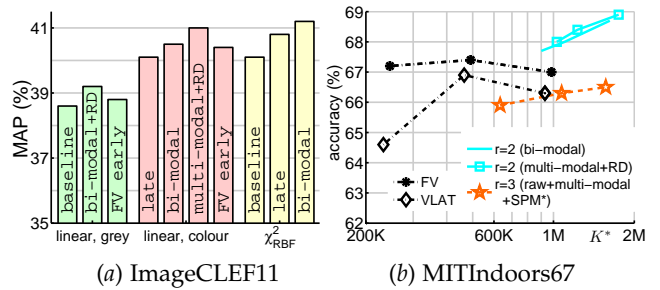 MAP (%)
41
39
37
35
baseline
bi-modal+RD
FV early
late
bi-modal
multi-modal+RD
FV early
baseline
late
bi-modal
linear, grey
linear, colour
χ²RBF
(a) ImageCLEF11
accuracy (%)
69
68
67
66
65
64
63
62
FV
VLAT
r=2 (bi-modal)
r=2 (multi-modal+RD)
r=3 (raw+multi-modal
+SPM*)
200K
600K
1M
K*
2M
(b) MITIndoors67